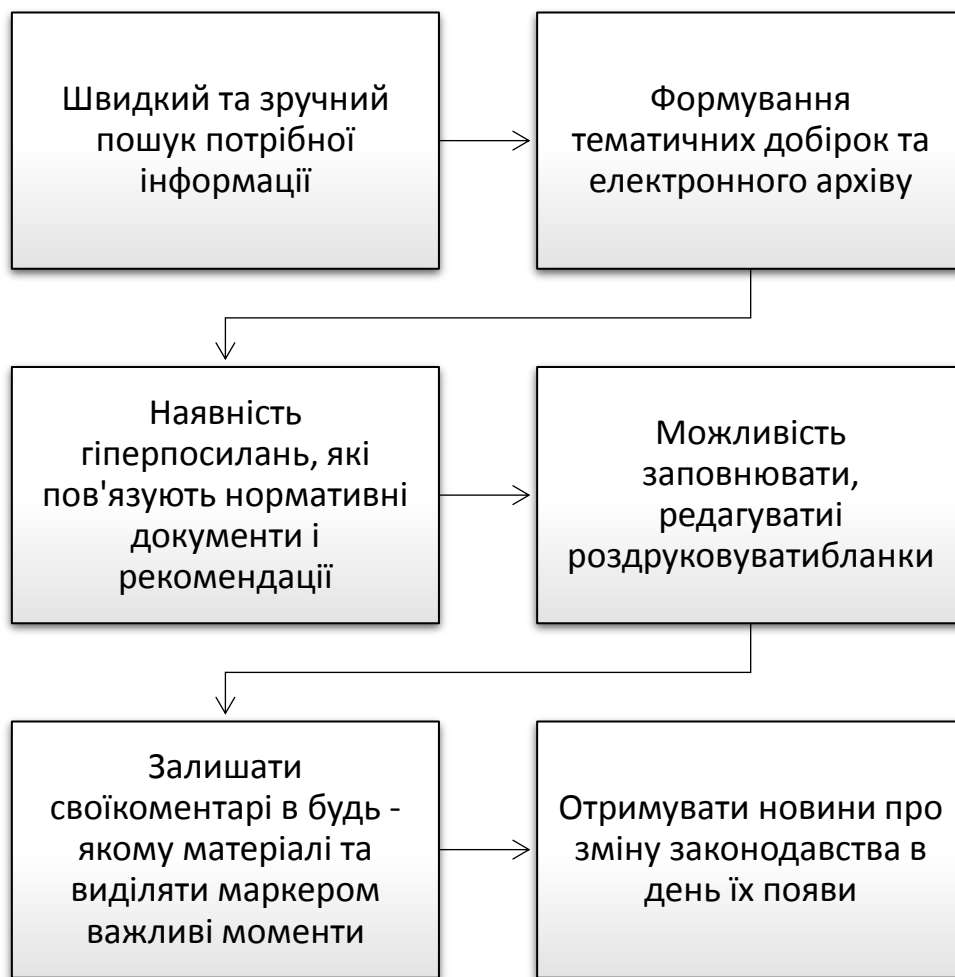 Швидкий та зручний
пошук потрібної
інформації
Формування
тематичних добірок та
електронного архіву
Наявність
гіперпосилань, які
пов'язують нормативні
документи і
рекомендації
Можливість
заповнювати,
редагуватиі
роздруковуватибланки
Залишати
своїкоментарі в будь -
якому матеріалі та
виділяти маркером
важливі моменти
Отримувати новини про
зміну законодавства в
день їх появи